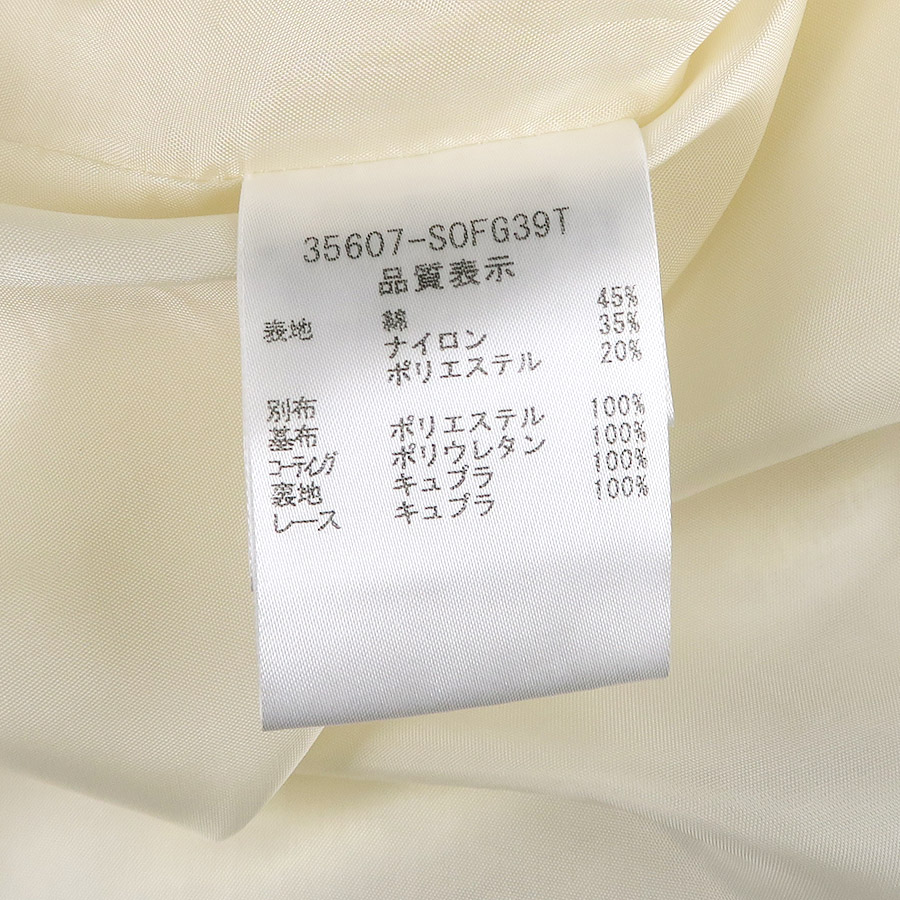 35607-SOFG39T
品質表示
表地 綿 45%
ナイロン 35%
ポリエステル 20%
別布
基布 ポリエステル 100%
コーティング ポリウレタン 100%
裏地 キュプラ 100%
レース キュプラ 100%